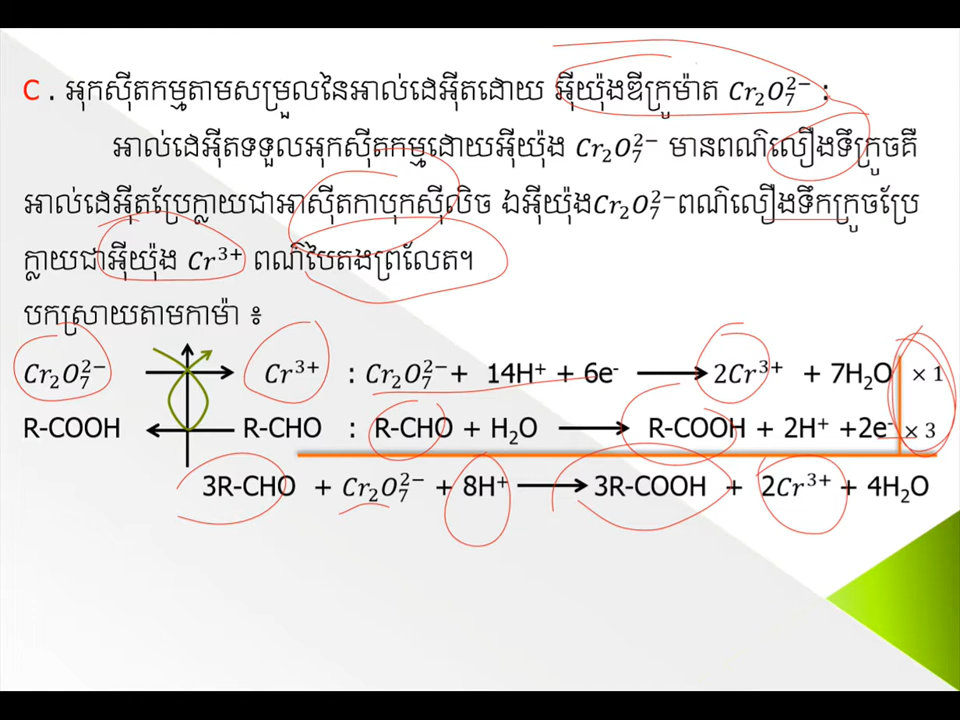 C . អុកស៊ីតកម្មតាមសម្រួលនៃអាល់ដេអ៊ីតដោយ អ៊ីយ៉ុងឌីក្រូម៉ាត Cr₂O₇²⁻ :
អាល់ដេអ៊ីតទទួលអុកស៊ីតកម្មដោយអ៊ីយ៉ុង Cr₂O₇²⁻ មានពណ៌លឿងទឹក្រូចគឺ
អាល់ដេអ៊ីតប្រែក្លាយជាអាស៊ីតកាបុកស៊ីលិច ឯអ៊ីយ៉ុងCr₂O₇²⁻ពណ៌លឿងទឹកក្រូចប្រែ
ក្លាយជាអ៊ីយ៉ុង Cr³⁺ ពណ៌បៃតងព្រលែត។
បកស្រាយតាមកាម៉ា ៖
Cr₂O₇²⁻ → Cr³⁺ : Cr₂O₇²⁻ + 14H⁺ + 6e⁻ → 2Cr³⁺ + 7H₂O × 1
R-COOH ← R-CHO : R-CHO + H₂O → R-COOH + 2H⁺ +2e⁻ × 3
3R-CHO + Cr₂O₇²⁻ + 8H⁺ → 3R-COOH + 2Cr³⁺ + 4H₂O